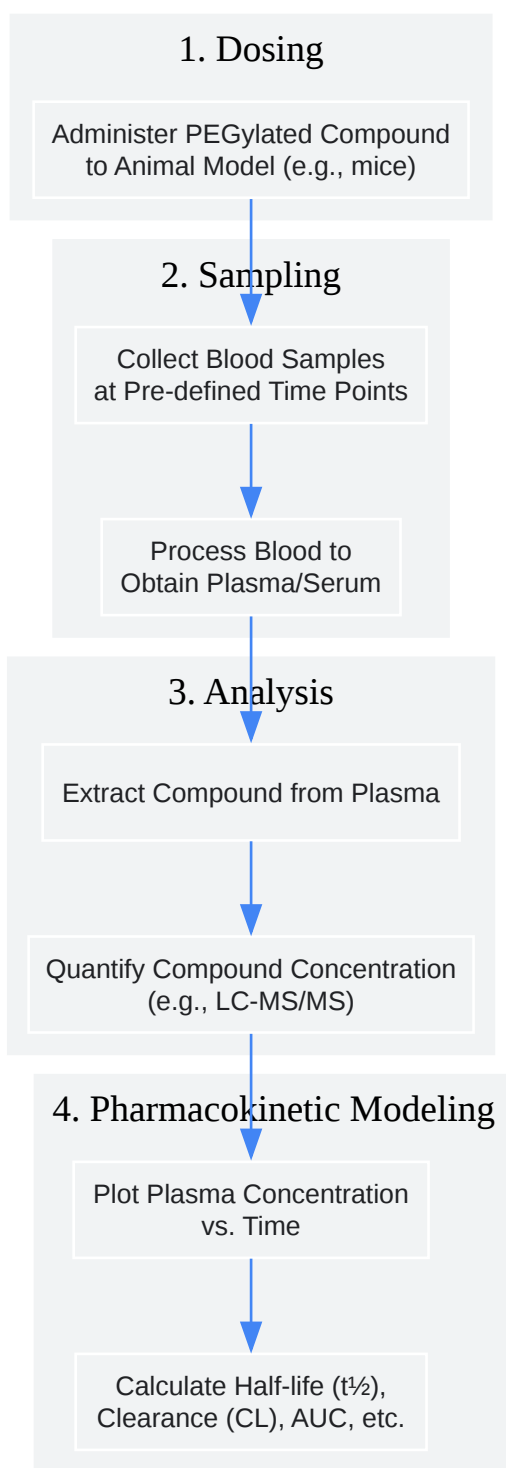 1. Dosing
Administer PEGylated Compound
to Animal Model (e.g., mice)
2. Sampling
Collect Blood Samples
at Pre-defined Time Points
Process Blood to
Obtain Plasma/Serum
3. Analysis
Extract Compound from Plasma
Quantify Compound Concentration
(e.g., LC-MS/MS)
4. Pharmacokinetic Modeling
Plot Plasma Concentration
vs. Time
Calculate Half-life (t½),
Clearance (CL), AUC, etc.